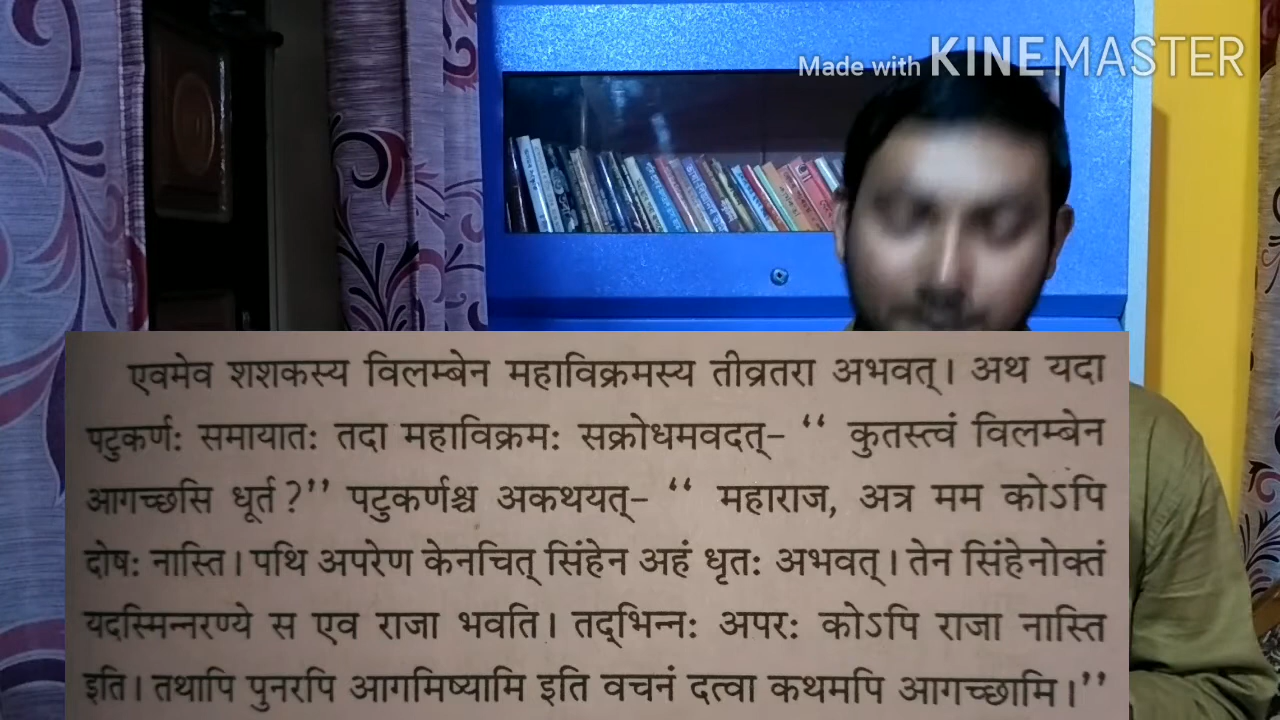 Made with KINEMASTER
एवमेव शशकस्य विलम्बेन महाविक्रमस्य तीव्रतरा अभवत्। अथ यदा
पटुकर्णः समायातः तदा महाविक्रमः सक्रोधमवदत्– “ कुतस्त्वं विलम्बेन
आगच्छसि धूर्त?” पटुकर्णश्च अकथयत्– “ महाराज, अत्र मम कोऽपि
दोषः नास्ति। पथि अपरेण केनचित् सिंहेन अहं धृतः अभवत्। तेन सिंहेनोक्तं
यदस्मिन्नरण्ये स एव राजा भवति। तद्भिन्नः अपरः कोऽपि राजा नास्ति
इति। तथापि पुनरपि आगमिष्यामि इति वचनं दत्वा कथमपि आगच्छामि।”